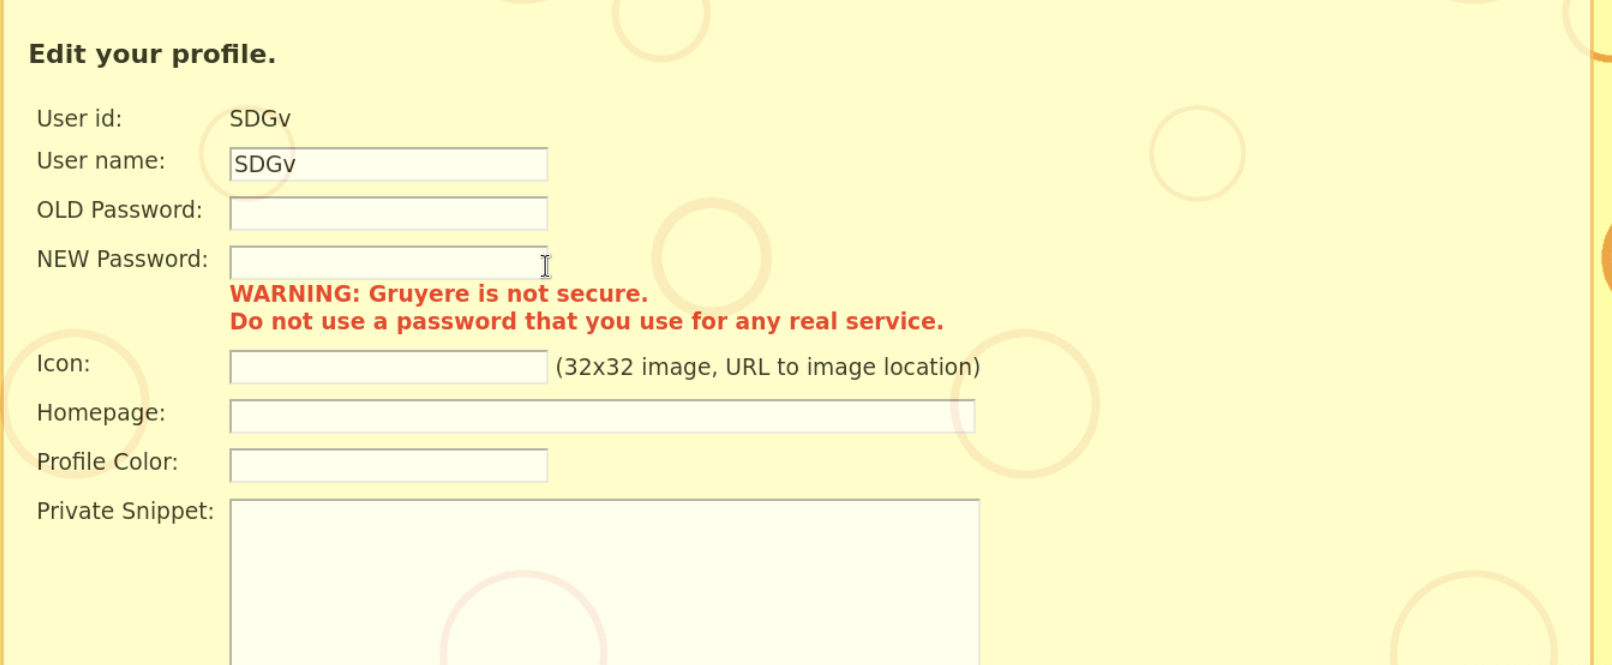 Edit your profile.
User id: SDGv
User name: SDGv
OLD Password:
NEW Password:
WARNING: Gruyere is not secure.
Do not use a password that you use for any real service.
Icon: (32x32 image, URL to image location)
Homepage:
Profile Color:
Private Snippet: